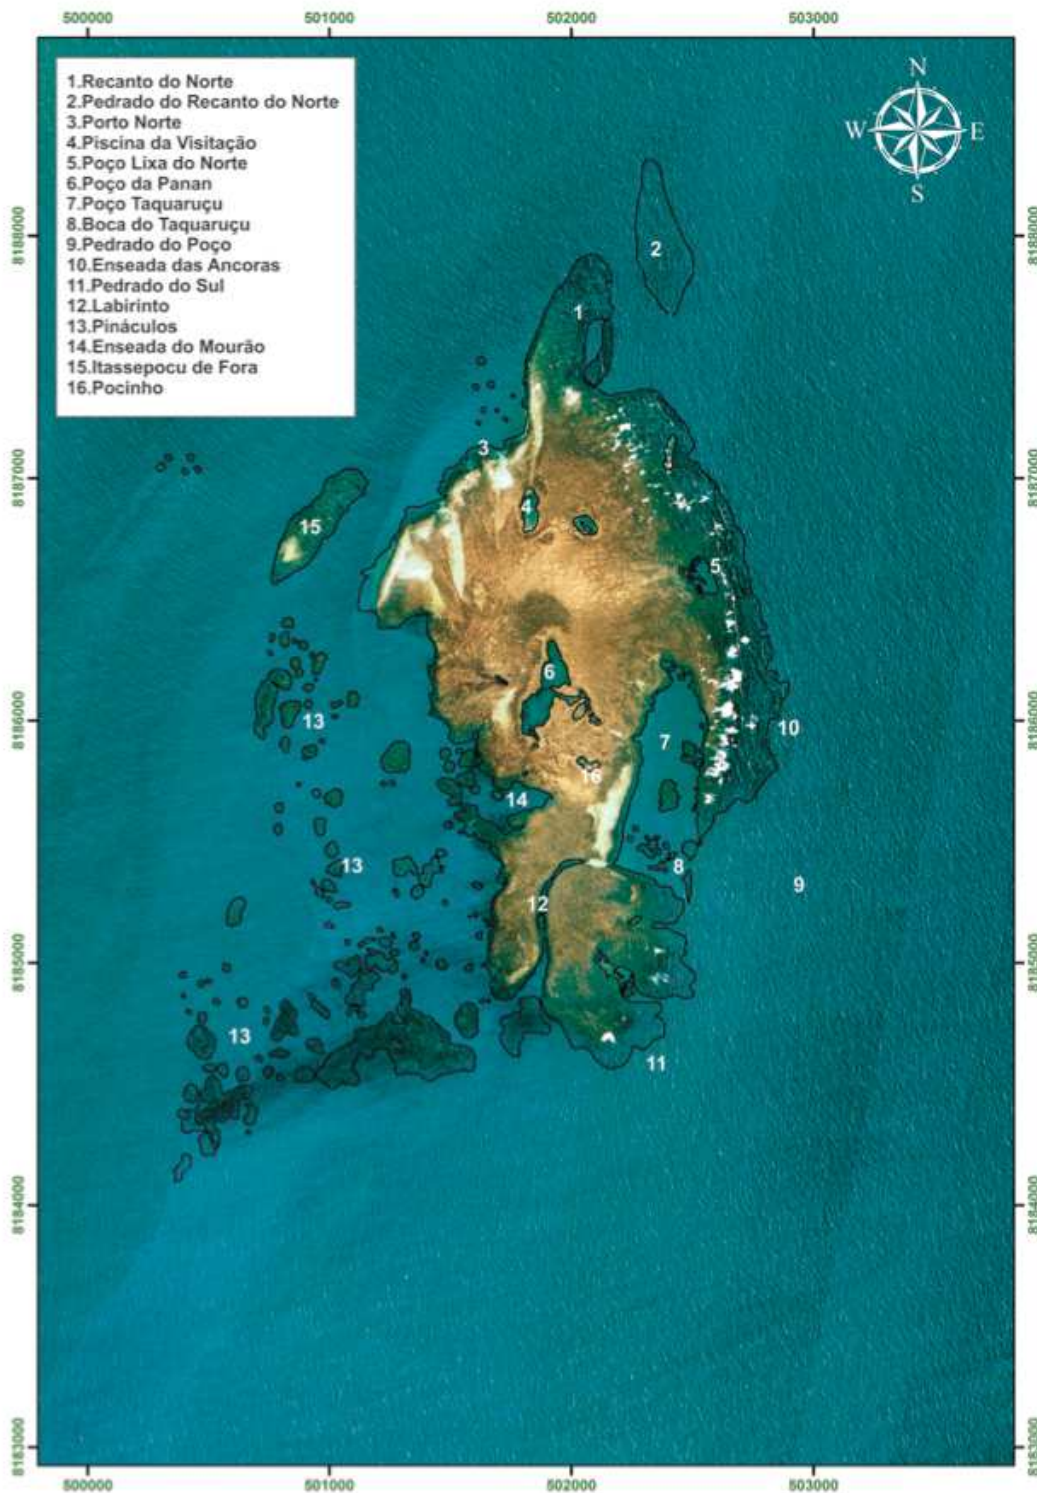 500000 501000 502000 503000
1.Recanto do Norte
2.Pedrado do Recanto do Norte
3.Porto Norte
4.Piscina da Visitação
5.Poço Lixa do Norte
6.Poço da Panan
7.Poço Taquaruçu
8.Boca do Taquaruçu
9.Pedrado do Poço
10.Enseada das Ancoras
11.Pedrado do Sul
12.Labirinto
13.Pináculos
14.Enseada do Mourão
15.Itassepocu de Fora
16.Pocinho
N
W E
S
8188000 8188000
2
1
3
8187000 8187000
4
15
5
6
13
8186000 8186000
10
7
16
14
13
8
9
12
8185000 8185000
13
11
8184000 8184000
8183000 8183000
500000 501000 502000 503000